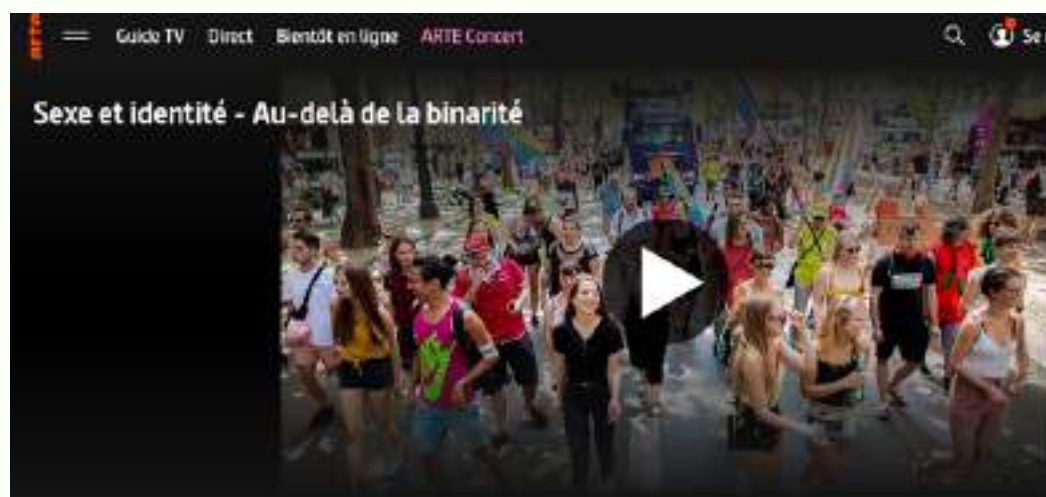 arte
Guide TV Direct Bientôt en ligne ARTE Concert
Sexe et identité - Au-delà de la binarité